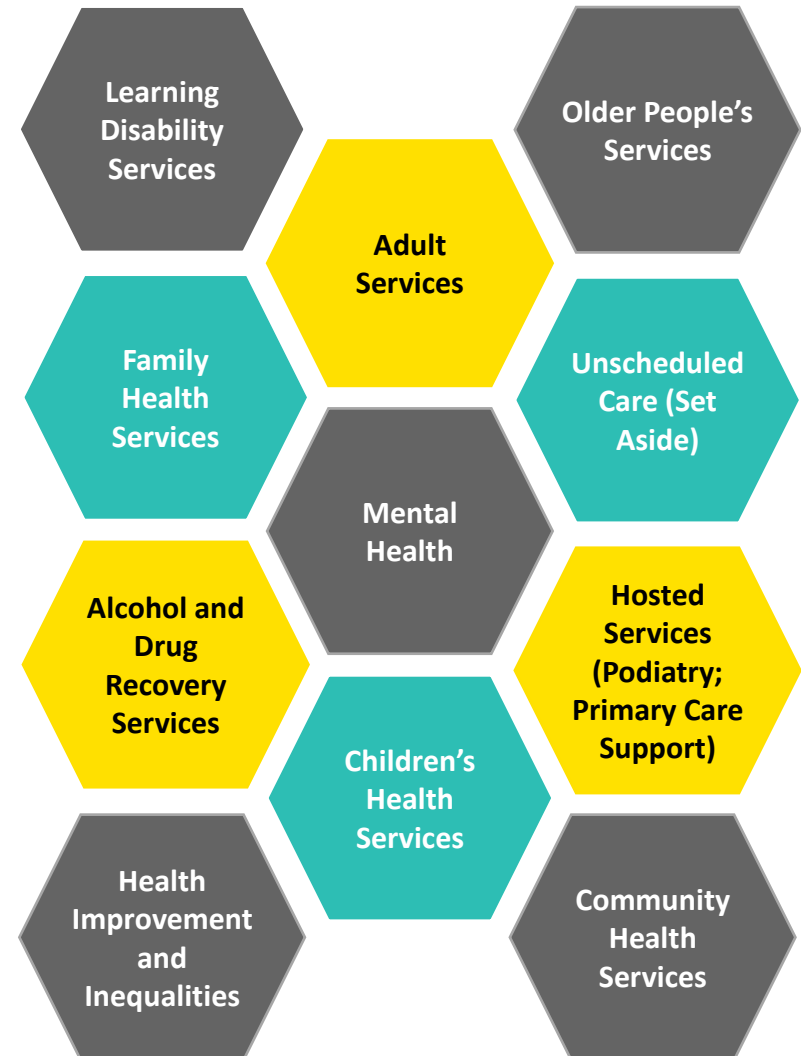 Learning
Disability
Services
Older People’s
Services
Adult
Services
Family
Health
Services
Unscheduled
Care (Set
Aside)
Mental
Health
Alcohol and
Drug
Recovery
Services
Hosted
Services
(Podiatry;
Primary Care
Support)
Children’s
Health
Services
Health
Improvement
and
Inequalities
Community
Health
Services